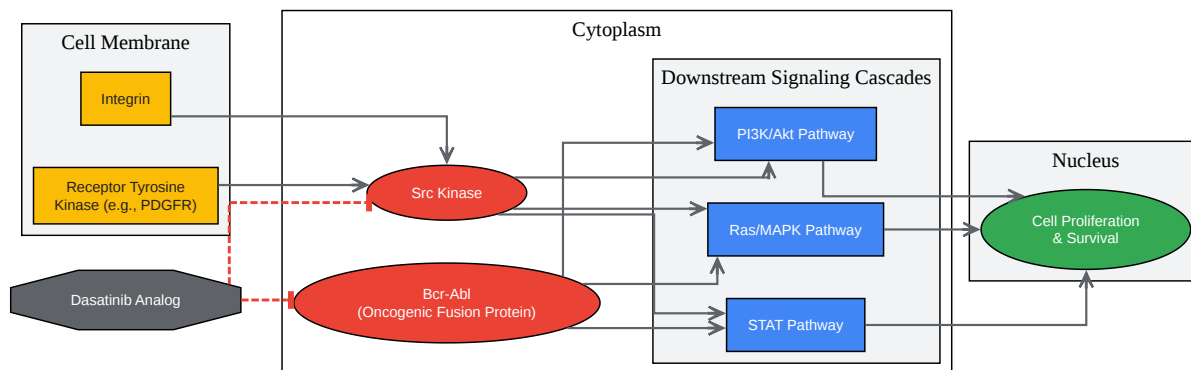 Cell Membrane
Integrin
Receptor Tyrosine
Kinase (e.g., PDGFR)
Dasatinib Analog
Cytoplasm
Src Kinase
Bcr-Abl
(Oncogenic Fusion Protein)
Downstream Signaling Cascades
PI3K/Akt Pathway
Ras/MAPK Pathway
STAT Pathway
Nucleus
Cell Proliferation
& Survival